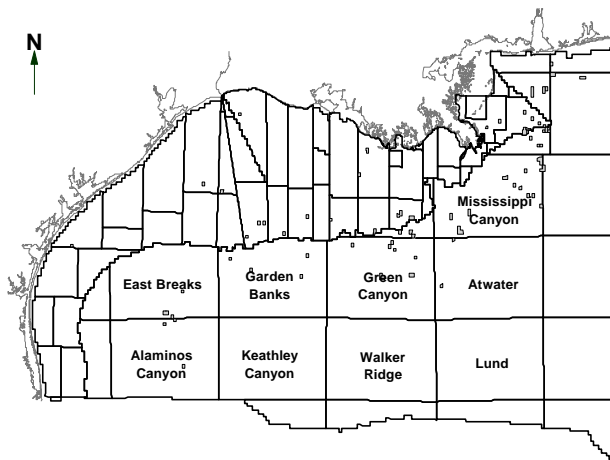 N
Mississippi
Canyon
East Breaks
Garden
Banks
Green
Canyon
Atwater
Alaminos
Canyon
Keathley
Canyon
Walker
Ridge
Lund